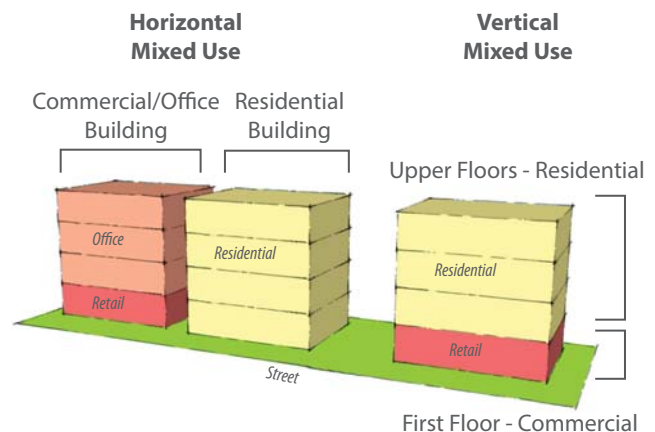 Horizontal
Mixed Use
Vertical
Mixed Use
Commercial/Office
Building
Residential
Building
Upper Floors - Residential
Office
Residential
Residential
Retail
Retail
Street
First Floor - Commercial